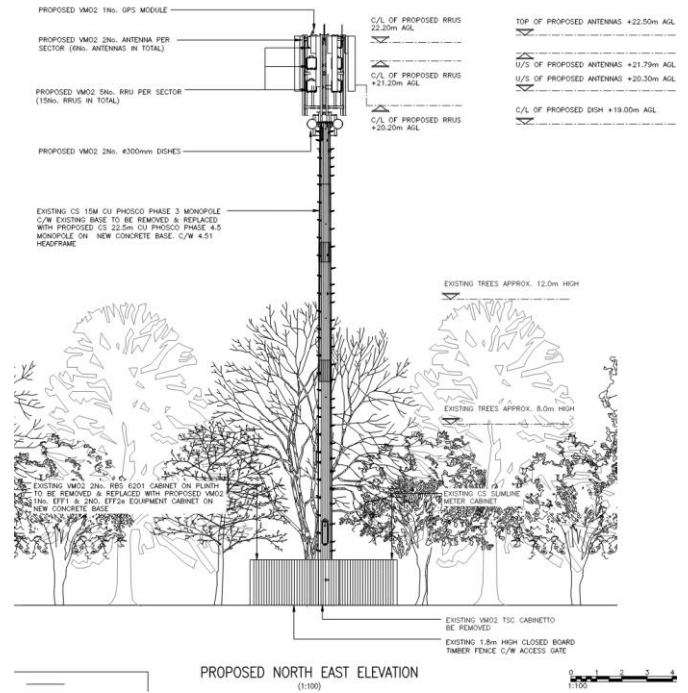 PROPOSED VMO2 1No. GPS MODULE
PROPOSED VMO2 2No. ANTENNA PER
SECTOR (6No. ANTENNAS IN TOTAL)
PROPOSED VMO2 5No. RRU PER SECTOR
(15No. RRUS IN TOTAL)
PROPOSED VMO2 2No. Ø300mm DISHES
EXISTING CS 15M CU PHOSCO PHASE 3 MONOPOLE
C/W EXISTING BASE TO BE REMOVED & REPLACED
WITH PROPOSED CS 22.5m CU PHOSCO PHASE 4.5
MONOPOLE ON NEW CONCRETE BASE. C/W 4.51
HEADFRAME
C/L OF PROPOSED RRUS
22.20m AGL
C/L OF PROPOSED RRUS
+21.20m AGL
C/L OF PROPOSED RRUS
+20.20m AGL
TOP OF PROPOSED ANTENNAS +22.50m AGL
U/S OF PROPOSED ANTENNAS +21.79m AGL
U/S OF PROPOSED ANTENNAS +20.30m AGL
C/L OF PROPOSED DISH +19.00m AGL
EXISTING TREES APPROX. 12.0m HIGH
EXISTING TREES APPROX. 8.0m HIGH
EXISTING VMO2 2No. RBS 6201 CABINET ON PLINTH
TO BE REMOVED & REPLACED WITH PROPOSED VMO2
1No. EFF1 & 2NO. EFF2e EQUIPMENT CABINET ON
NEW CONCRETE BASE
EXISTING CS SLIMLINE
METER CABINET
EXISTING VMO2 TSC CABINETTO
BE REMOVED
EXISTING 1.8m HIGH CLOSED BOARD
TIMBER FENCE C/W ACCESS GATE
PROPOSED NORTH EAST ELEVATION
(1:100)
0 1 2 3 4
1:100